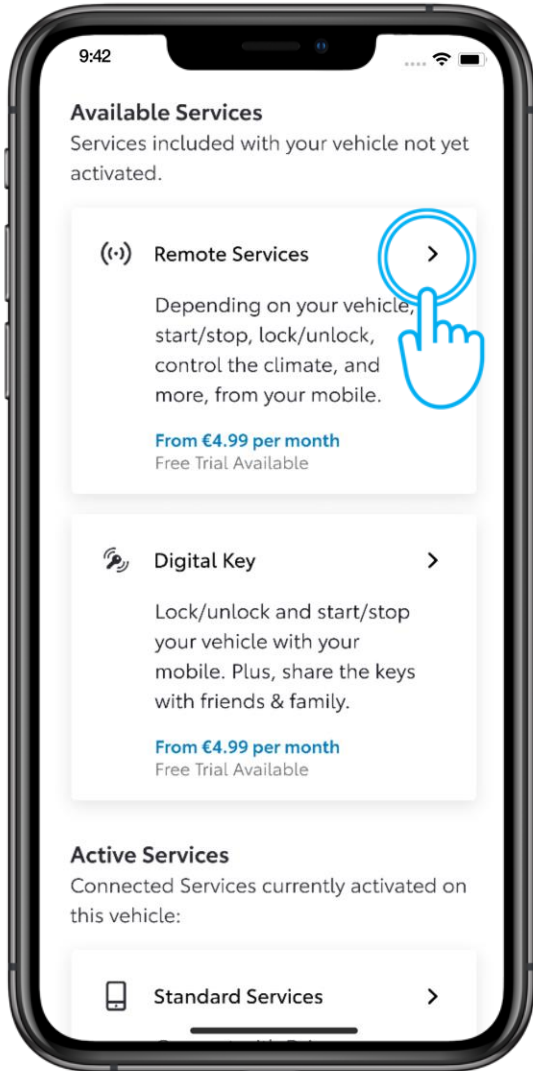 9:42
Available Services
Services included with your vehicle not yet
activated.
Remote Services
Depending on your vehicle,
start/stop, lock/unlock,
control the climate, and
more, from your mobile.
From €4.99 per month
Free Trial Available
Digital Key
Lock/unlock and start/stop
your vehicle with your
mobile. Plus, share the keys
with friends & family.
From €4.99 per month
Free Trial Available
Active Services
Connected Services currently activated on
this vehicle:
Standard Services